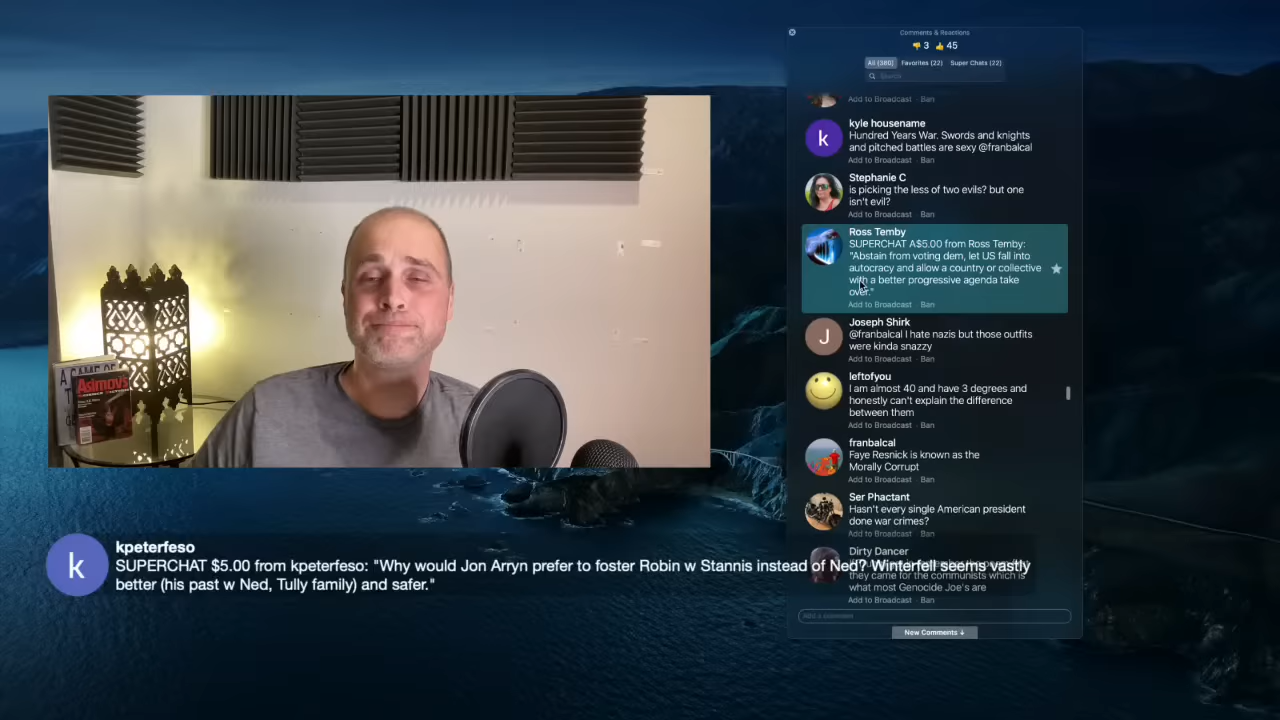 Comments & Reactions
3 45
All (380) Favorites (22) Super Chats (22)
Search
Add to Broadcast - Ban
k
kyle housename
Hundred Years War. Swords and knights
and pitched battles are sexy @franbalcal
Add to Broadcast - Ban
Stephanie C
is picking the less of two evils? but one
isn't evil?
Add to Broadcast - Ban
Ross Temby
SUPERCHAT A$5.00 from Ross Temby:
"Abstain from voting dem, let US fall into
autocracy and allow a country or collective
with a better progressive agenda take
over."
Add to Broadcast - Ban
J
Joseph Shirk
@franbalcal I hate nazis but those outfits
were kinda snazzy
Add to Broadcast - Ban
leftofyou
I am almost 40 and have 3 degrees and
honestly can't explain the difference
between them
Add to Broadcast - Ban
franbalcal
Faye Resnick is known as the
Morally Corrupt
Add to Broadcast - Ban
Ser Phactant
Hasn't every single American president
done war crimes?
Add to Broadcast - Ban
Dirty Dancer
they came for the communists which is
what most Genocide Joe's are
Add to Broadcast - Ban
Add a comment
New Comments ↓
A GAME OF
Asimov's
k
kpeterfeso
SUPERCHAT $5.00 from kpeterfeso: "Why would Jon Arryn prefer to foster Robin w Stannis instead of Ned? Winterfell seems vastly
better (his past w Ned, Tully family) and safer."